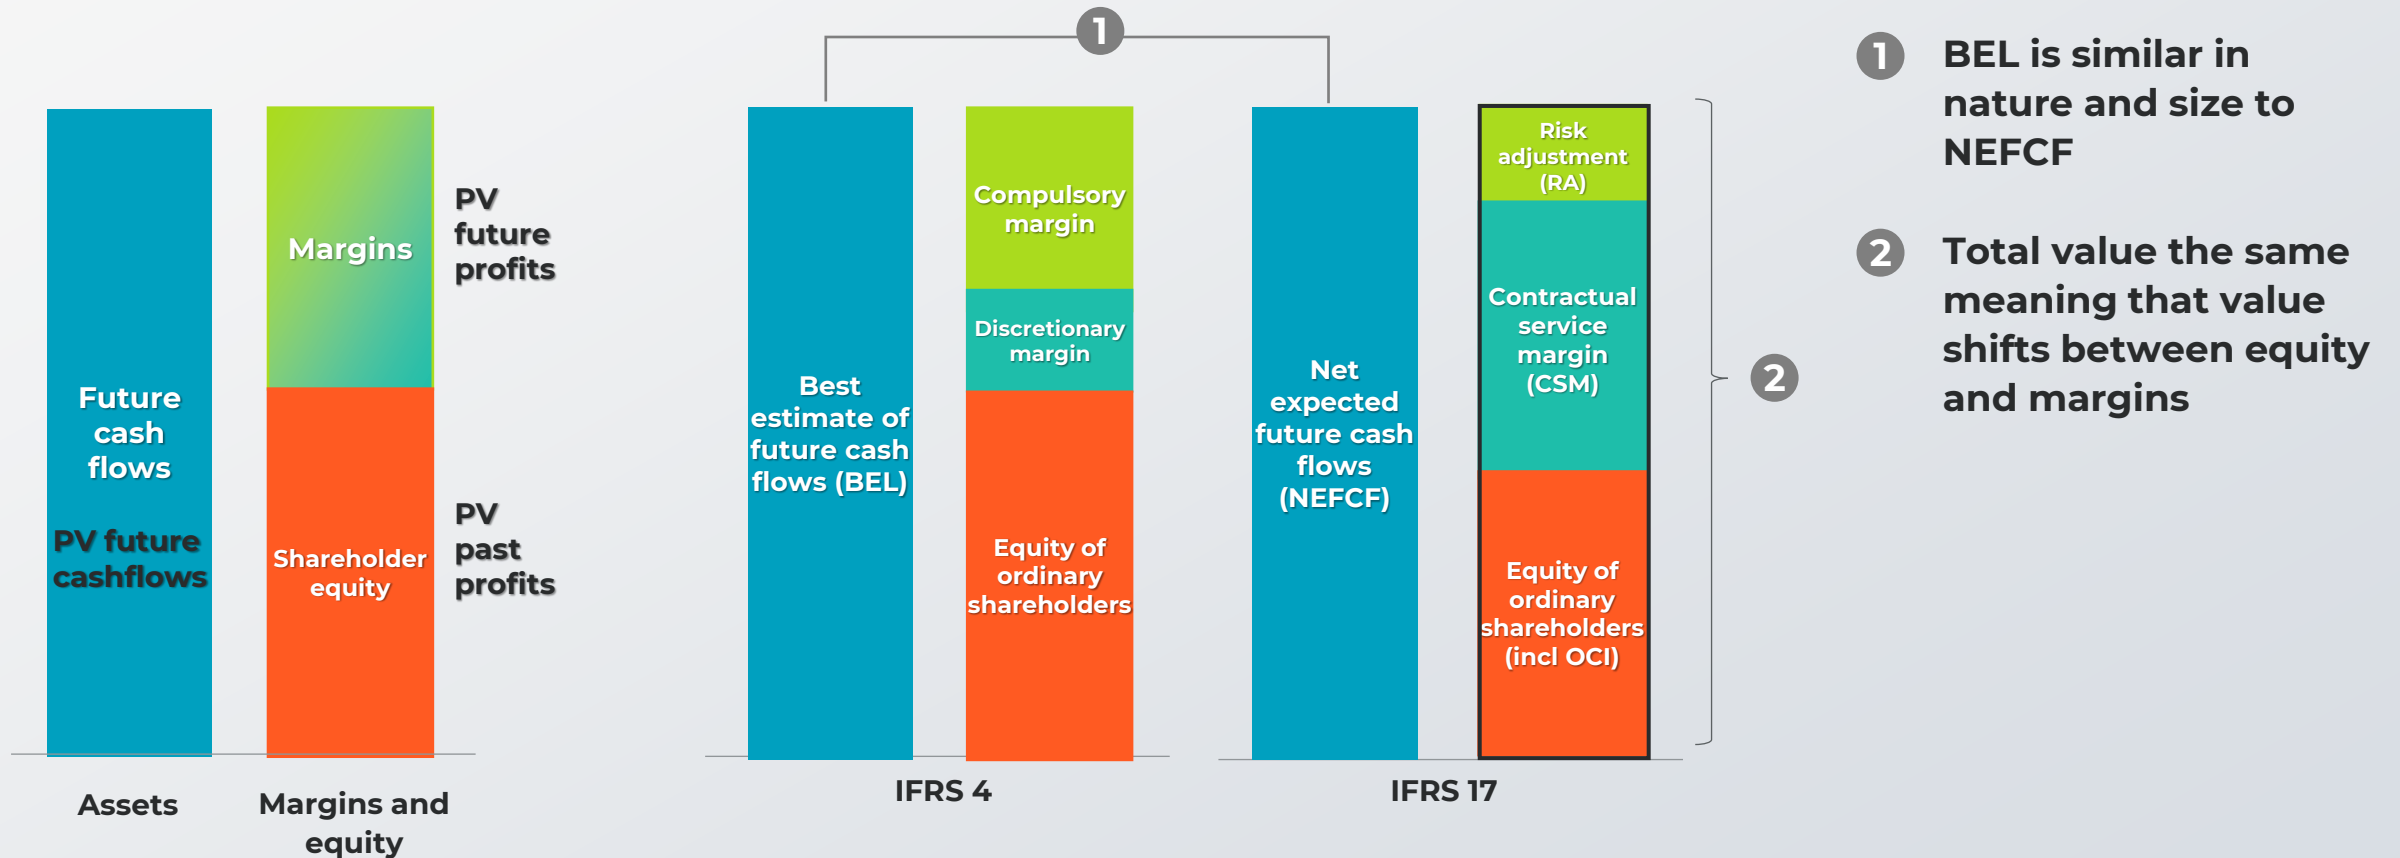 Future
cash
flows
PV future
cashflows
Assets
Margins
Shareholder
equity
Margins and
equity
PV
future
profits
PV
past
profits
1
Best
estimate of
future cash
flows (BEL)
Compulsory
margin
Discretionary
margin
Equity of
ordinary
shareholders
IFRS 4
Net
expected
future cash
flows
(NEFCF)
Risk
adjustment
(RA)
Contractual
service
margin
(CSM)
Equity of
ordinary
shareholders
(incl OCI)
IFRS 17
2
1
BEL is similar in
nature and size to
NEFCF
2
Total value the same
meaning that value
shifts between equity
and margins